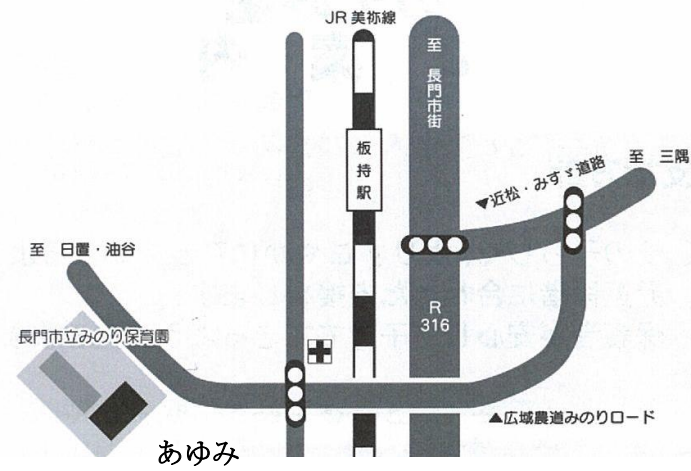 JR美祢線
至 長門市街
板持駅
至 三隅
▼近松・みすゞ道路
至 日置・油谷
R
316
長門市立みのり保育園
▲広域農道みのりロード
あゆみ